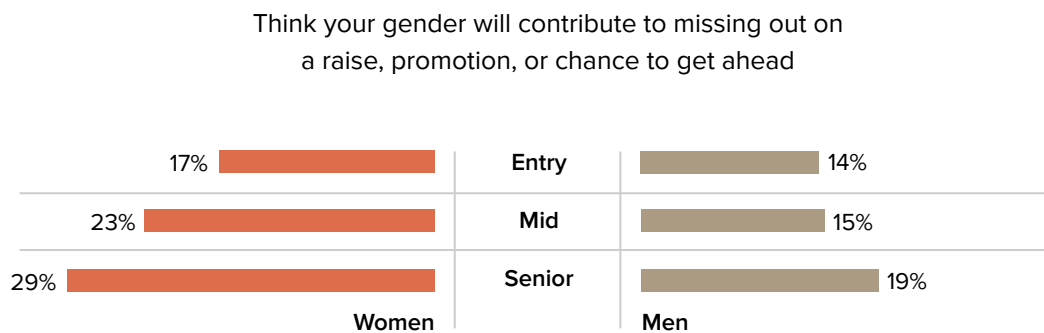 Think your gender will contribute to missing out on
a raise, promotion, or chance to get ahead
17% Entry 14%
23% Mid 15%
29% Senior 19%
Women Men